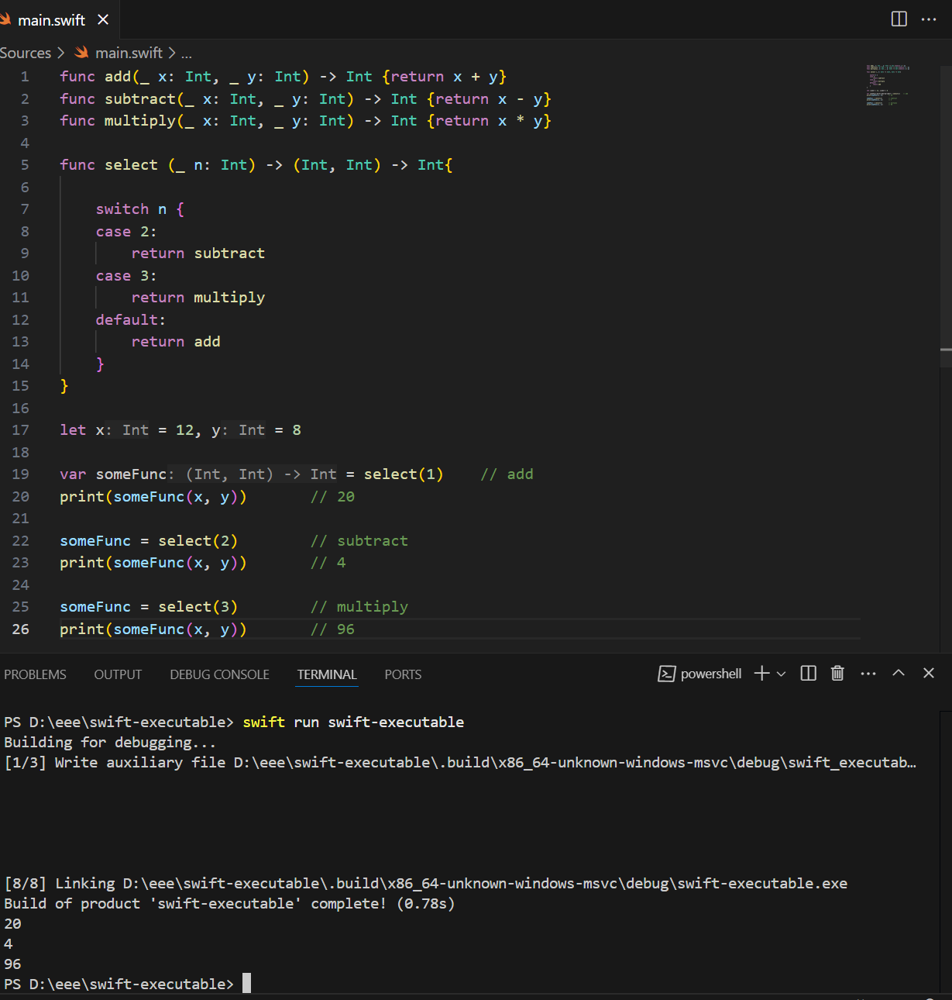 main.swift
Sources > main.swift > ...
1 func add(_ x: Int, _ y: Int) -> Int {return x + y}
2 func subtract(_ x: Int, _ y: Int) -> Int {return x - y}
3 func multiply(_ x: Int, _ y: Int) -> Int {return x * y}
4
5 func select (_ n: Int) -> (Int, Int) -> Int{
6
7     switch n {
8     case 2:
9         return subtract
10     case 3:
11         return multiply
12     default:
13         return add
14     }
15 }
16
17 let x: Int = 12, y: Int = 8
18
19 var someFunc: (Int, Int) -> Int = select(1)    // add
20 print(someFunc(x, y))       // 20
21
22 someFunc = select(2)        // subtract
23 print(someFunc(x, y))       // 4
24
25 someFunc = select(3)        // multiply
26 print(someFunc(x, y))       // 96
PROBLEMS OUTPUT DEBUG CONSOLE TERMINAL PORTS powershell
PS D:\eee\swift-executable> swift run swift-executable
Building for debugging...
[1/3] Write auxiliary file D:\eee\swift-executable\.build\x86_64-unknown-windows-msvc\debug\swift_executab…
[8/8] Linking D:\eee\swift-executable\.build\x86_64-unknown-windows-msvc\debug\swift-executable.exe
Build of product 'swift-executable' complete! (0.78s)
20
4
96
PS D:\eee\swift-executable>